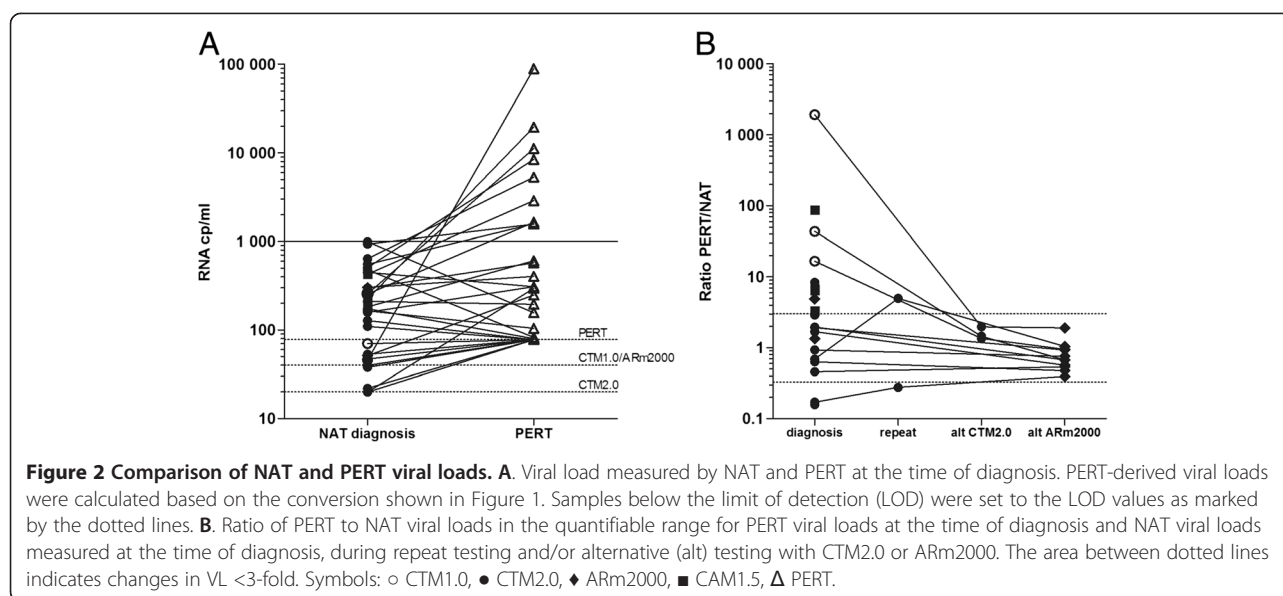 A
B
100 000
10 000
1 000
100
10
RNA cp/ml
PERT
CTM1.0/ARm2000
CTM2.0
NAT diagnosis
PERT
10 000
1 000
100
10
1
0.1
Ratio PERT/NAT
diagnosis
repeat
alt CTM2.0
alt ARm2000
Figure 2 Comparison of NAT and PERT viral loads. A. Viral load measured by NAT and PERT at the time of diagnosis. PERT-derived viral loads
were calculated based on the conversion shown in Figure 1. Samples below the limit of detection (LOD) were set to the LOD values as marked
by the dotted lines. B. Ratio of PERT to NAT viral loads in the quantifiable range for PERT viral loads at the time of diagnosis and NAT viral loads
measured at the time of diagnosis, during repeat testing and/or alternative (alt) testing with CTM2.0 or ARm2000. The area between dotted lines
indicates changes in VL <3-fold. Symbols: ○ CTM1.0, ● CTM2.0, ♦ ARm2000, ■ CAM1.5, Δ PERT.